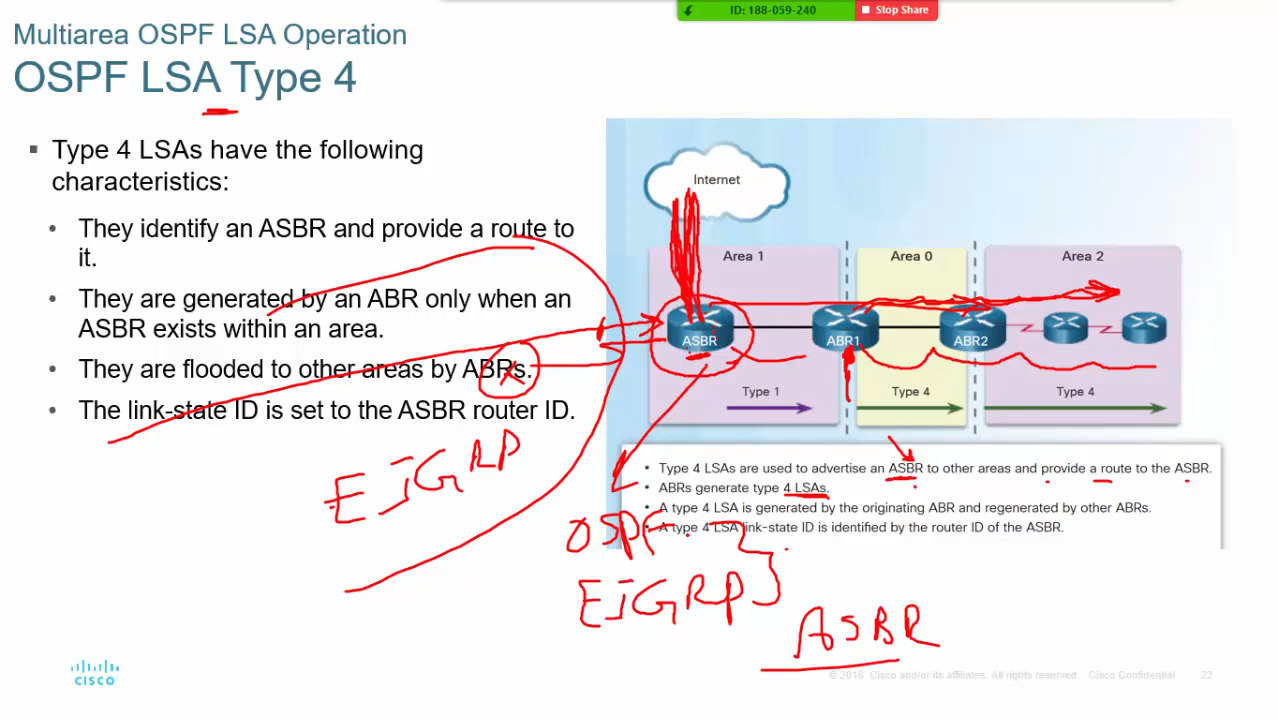 ID: 188-059-240
Stop Share
Multiarea OSPF LSA Operation
OSPF LSA Type 4
▪ Type 4 LSAs have the following
characteristics:
• They identify an ASBR and provide a route to
it.
• They are generated by an ABR only when an
ASBR exists within an area.
• They are flooded to other areas by ABRs.
• The link-state ID is set to the ASBR router ID.
EIGRP
Internet
Area 1
Area 0
Area 2
ASBR
ABR1
ABR2
Type 1
Type 4
Type 4
• Type 4 LSAs are used to advertise an ASBR to other areas and provide a route to the ASBR.
• ABRs generate type 4 LSAs.
• A type 4 LSA is generated by the originating ABR and regenerated by other ABRs.
• A type 4 LSA link-state ID is identified by the router ID of the ASBR.
OSPF
EIGRP
ASBR
CISCO
© 2016 Cisco and/or its affiliates. All rights reserved. Cisco Confidential
22